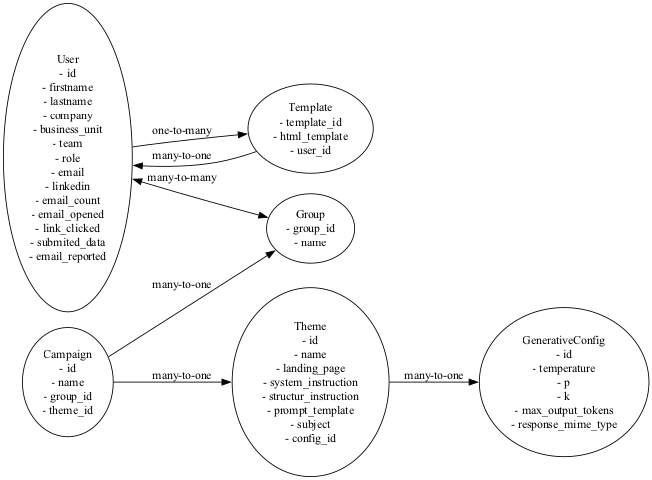 User
- id
- firstname
- lastname
- company
- business_unit
- team
- role
- email
- linkedin
- email_count
- email_opened
- link_clicked
- submited_data
- email_reported
one-to-many
many-to-one
many-to-many
Template
- template_id
- html_template
- user_id
Group
- group_id
- name
many-to-one
Campaign
- id
- name
- group_id
- theme_id
many-to-one
Theme
- id
- name
- landing_page
- system_instruction
- structur_instruction
- prompt_template
- subject
- config_id
many-to-one
GenerativeConfig
- id
- temperature
- p
- k
- max_output_tokens
- response_mime_type